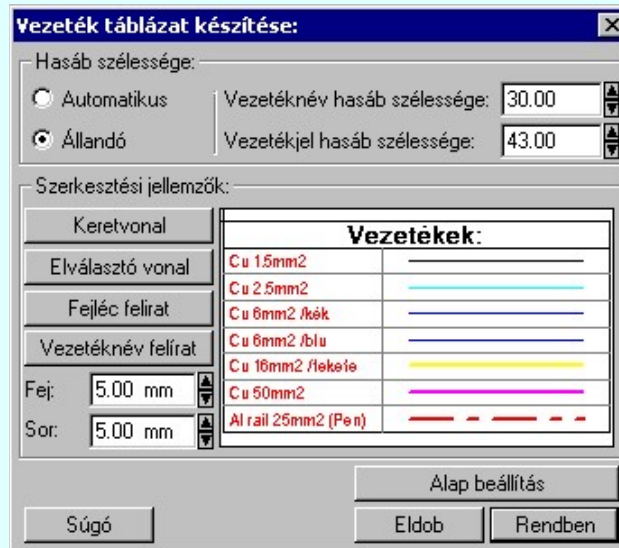 Vezeték táblázat készítése:
Hasáb szélessége:
Automatikus
Vezetéknév hasáb szélessége:
30.00
Állandó
Vezetékjel hasáb szélessége:
43.00
Szerkesztési jellemzők:
Keretvonal
Elválasztó vonal
Fejléc felirat
Vezetéknév felírat
Fej:
5.00 mm
Sor:
5.00 mm
Vezetékek:
Cu 1.5mm2
Cu 2.5mm2
Cu 6mm2 /kék
Cu 6mm2 /blu
Cu 16mm2 /fekete
Cu 50mm2
Al rail 25mm2 (Pen)
Alap beállítás
Súgó
Eldob
Rendben